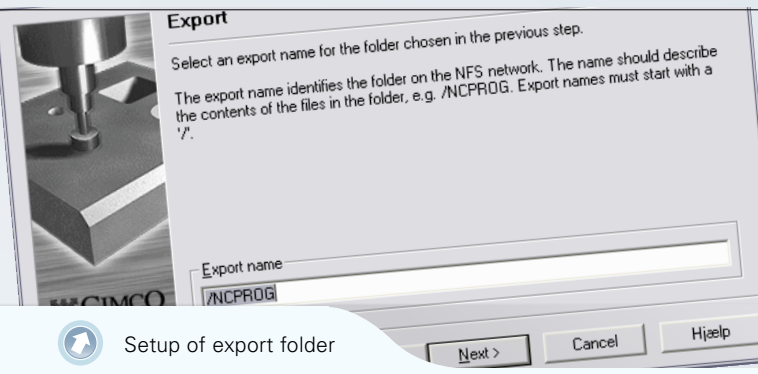 Export
Select an export name for the folder chosen in the previous step.
The export name identifies the folder on the NFS network. The name should describe
the contents of the files in the folder, e.g. /NCPROG. Export names must start with a
'/'.
Export name
/NCPROG
CIMCO
Next >
Cancel
Hjælp
Setup of export folder